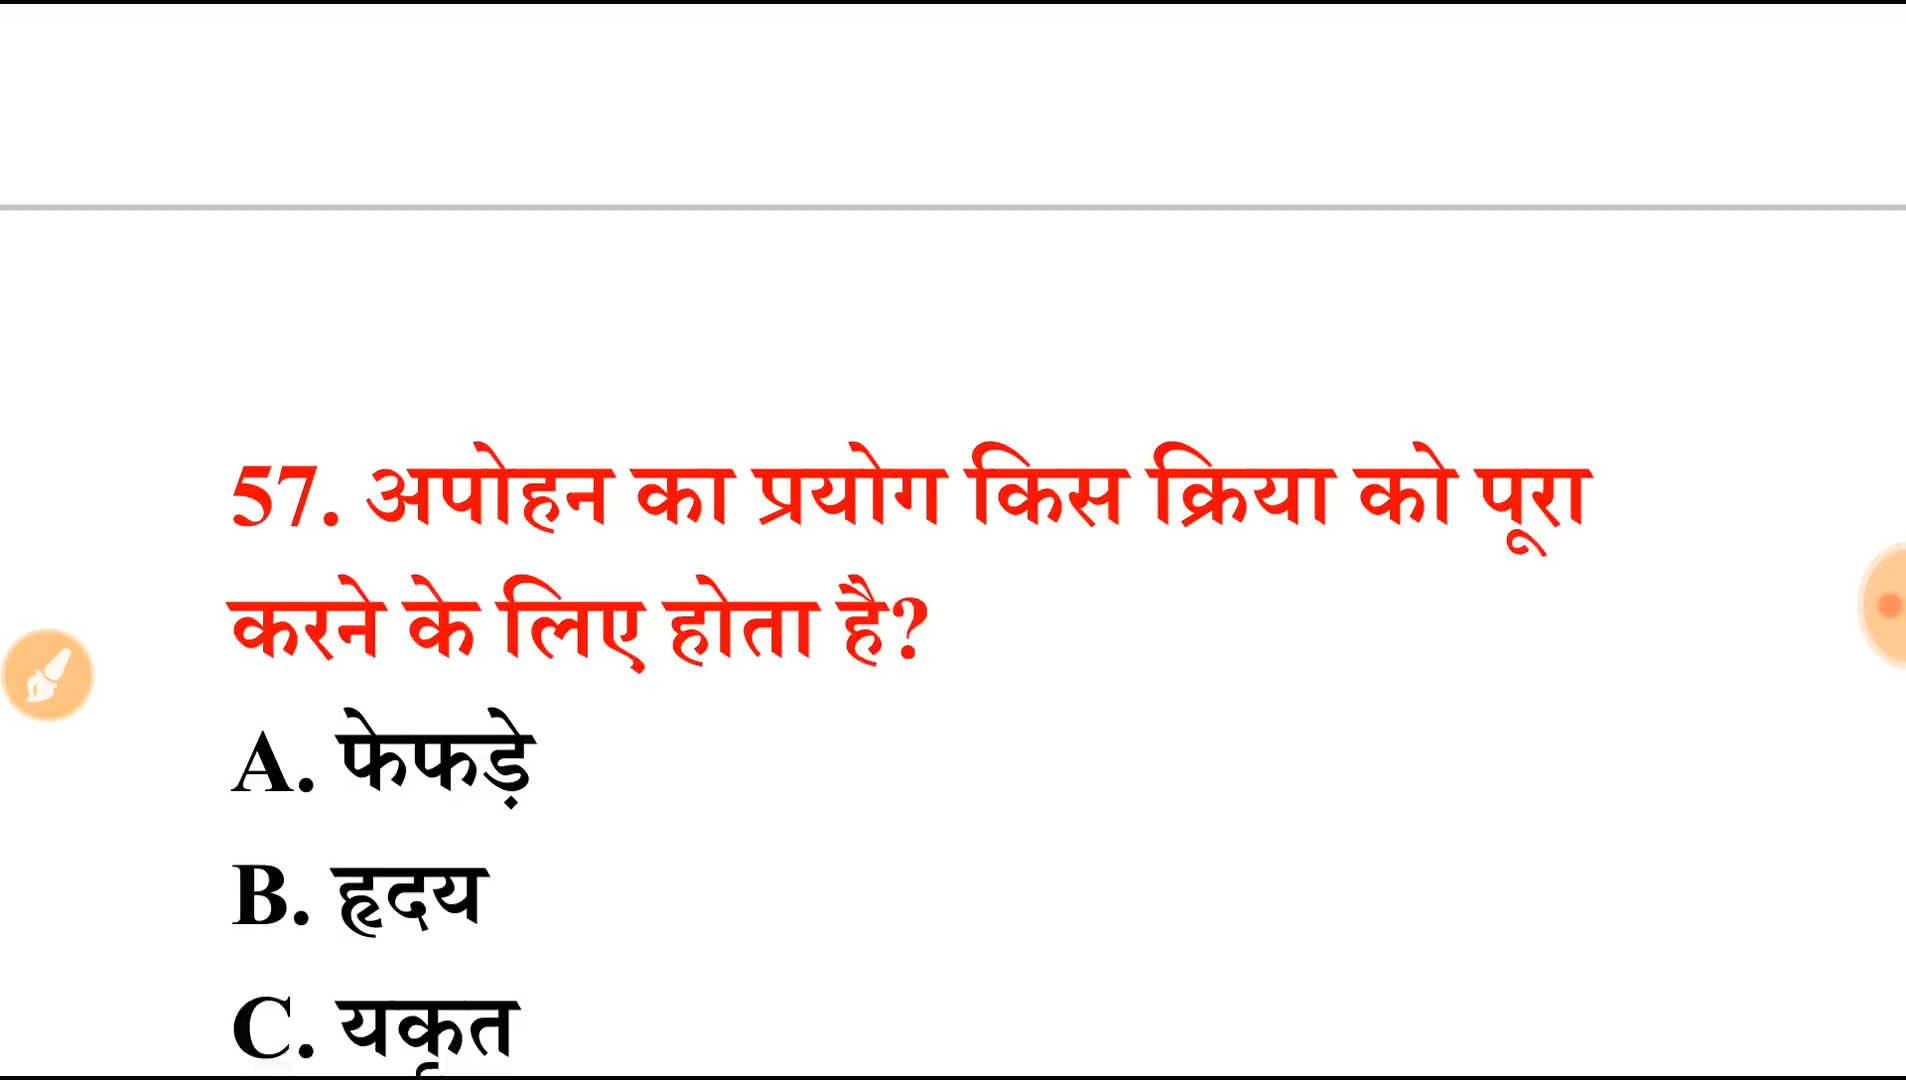 57. अपोहन का प्रयोग किस क्रिया को पूरा
करने के लिए होता है?
A. फेफड़े
B. हृदय
C. यकृत